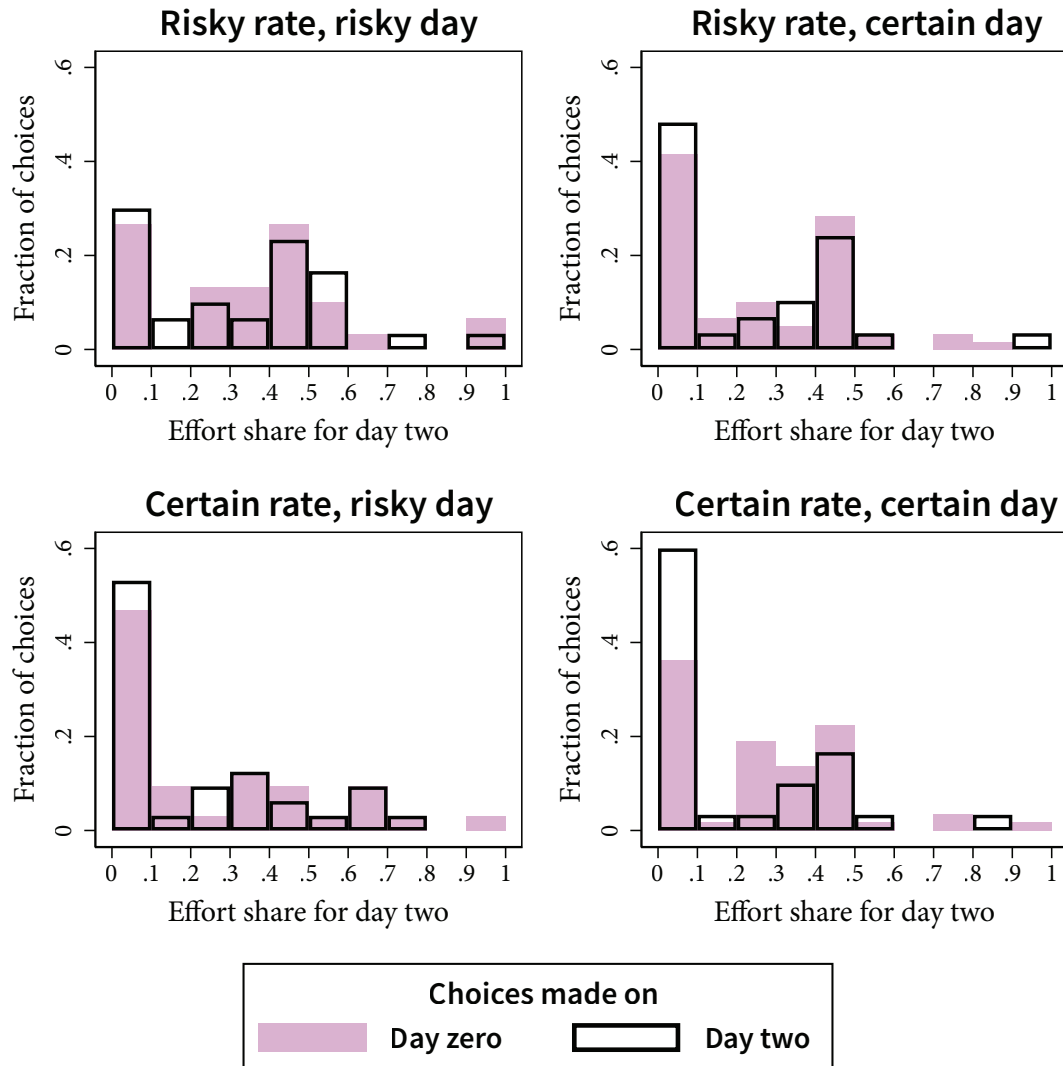 Risky rate, risky day
Fraction of choices
.6
.4
.2
0
0 .1 .2 .3 .4 .5 .6 .7 .8 .9 1
Effort share for day two
Risky rate, certain day
Fraction of choices
.6
.4
.2
0
0 .1 .2 .3 .4 .5 .6 .7 .8 .9 1
Effort share for day two
Certain rate, risky day
Fraction of choices
.6
.4
.2
0
0 .1 .2 .3 .4 .5 .6 .7 .8 .9 1
Effort share for day two
Certain rate, certain day
Fraction of choices
.6
.4
.2
0
0 .1 .2 .3 .4 .5 .6 .7 .8 .9 1
Effort share for day two
Choices made on
Day zero Day two